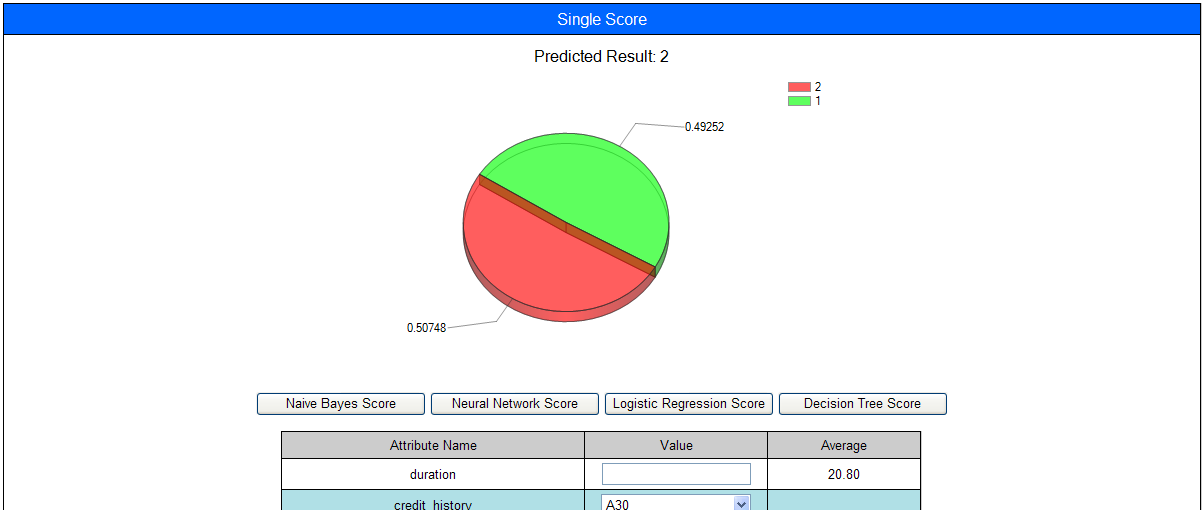 Single Score
Predicted Result: 2
2
1
0.49252
0.50748
Naive Bayes Score Neural Network Score Logistic Regression Score Decision Tree Score
Attribute Name Value Average
duration 20.80
credit_history A30